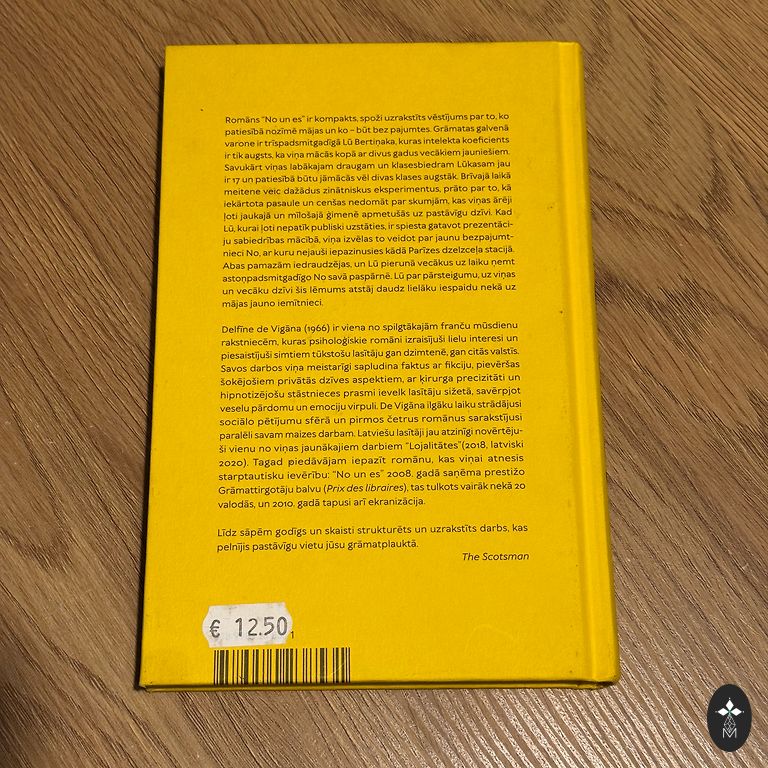 Romāns "No un es" ir kompakts, spoži uzrakstīts vēstījums par to, ko
patiesībā nozīmē mājas un ko – būt bez pajumtes. Grāmatas galvenā
varone ir trīspadsmitgadīgā Lū Bertiņaka, kuras intelekta koeficients
ir tik augsts, ka viņa mācās kopā ar divus gadus vecākiem jauniešiem.
Savukārt viņas labākajam draugam un klasesbiedram Lūkasam jau
ir 17 un patiesībā būtu jāmācās vēl divas klases augstāk. Brīvajā laikā
meitene veic dažādus zinātniskus eksperimentus, prāto par to, kā
iekārtota pasaule un cenšas nedomāt par skumjām, kas viņas ārēji
ļoti jaukajā un mīlošajā ģimenē apmetušās uz pastāvīgu dzīvi. Kad
Lū, kurai ļoti nepatīk publiski uzstāties, ir spiesta gatavot prezentāci-
ju sabiedrības mācībā, viņa izvēlas to veidot par jaunu bezpajumt-
nieci No, ar kuru nejauši iepazinusies kādā Parīzes dzelzceļa stacijā.
Abas pamazām iedraudzējas, un Lū pierunā vecākus uz laiku ņemt
astoņpadsmitgadīgo No savā paspārnē. Lū par pārsteigumu, uz viņas
un vecāku dzīvi šis lēmums atstāj daudz lielāku iespaidu nekā uz
mājas jauno iemītnieci.
Delfīne de Vigāna (1966) ir viena no spilgtākajām franču mūsdienu
rakstniecēm, kuras psiholoģiskie romāni izraisījuši lielu interesi un
piesaistījuši simtiem tūkstošu lasītāju gan dzimtenē, gan citās valstīs.
Savos darbos viņa meistarīgi sapludina faktus ar fikciju, pievēršas
šokējošiem privātās dzīves aspektiem, ar ķirurga precizitāti un
hipnotizējošu stāstnieces prasmi ievelk lasītāju sižetā, savērpjot
veselu pārdomu un emociju virpuli. De Vigāna ilgāku laiku strādājusi
sociālo pētījumu sfērā un pirmos četrus romānus sarakstījusi
paralēli savam maizes darbam. Latviešu lasītāji jau atzinīgi novērtēju-
ši vienu no viņas jaunākajiem darbiem "Lojalitātes"(2018, latviski
2020). Tagad piedāvājam iepazīt romānu, kas viņai atnesis
starptautisku ievērību: "No un es" 2008. gadā saņēma prestižo
Grāmattirgotāju balvu (Prix des libraires), tas tulkots vairāk nekā 20
valodās, un 2010. gadā tapusi arī ekranizācija.
Līdz sāpēm godīgs un skaisti strukturēts un uzrakstīts darbs, kas
pelnījis pastāvīgu vietu jūsu grāmatplauktā.
The Scotsman
€ 12.50
1
M